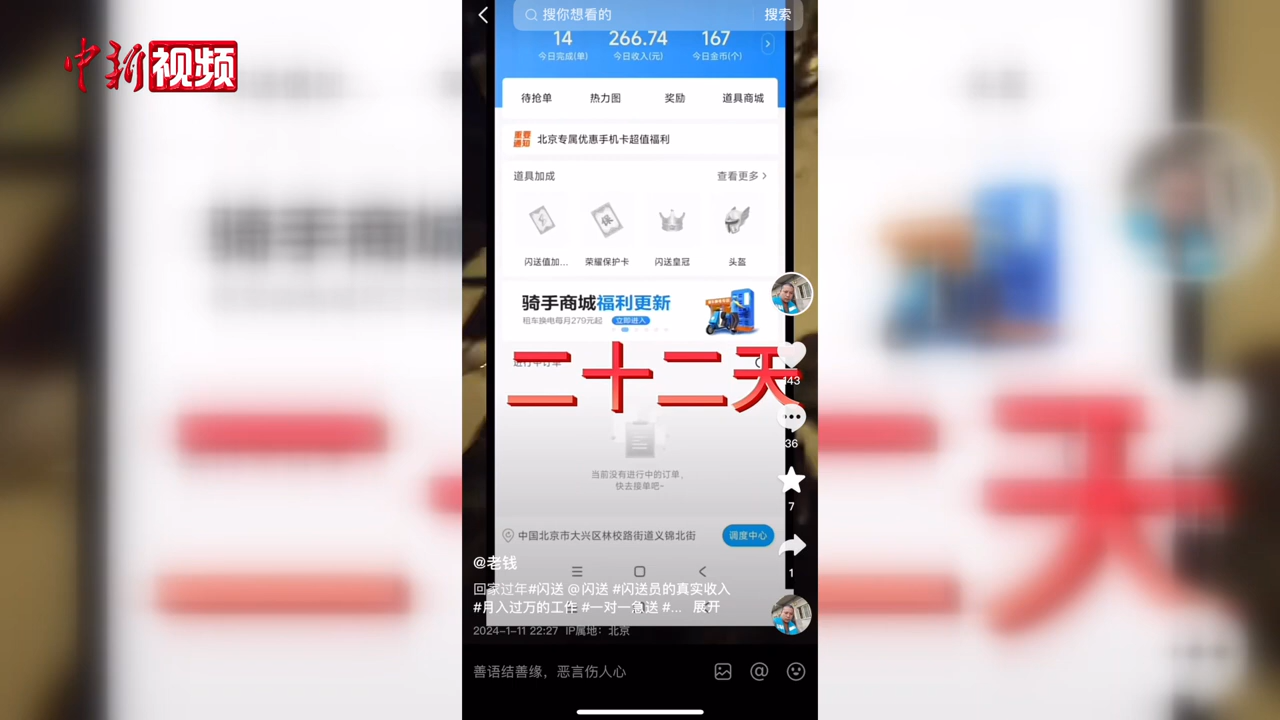 中新视频
搜你想看的
搜索
14
266.74
167
今日完成(单)
今日收入(元)
今日金币(个)
待抢单
热力图
奖励
道具商城
重要通知
北京专属优惠手机卡超值福利
道具加成
查看更多
闪送值加...
荣耀保护卡
闪送皇冠
头盔
骑手商城福利更新
租车换电每月279元起
立即进入
进行中订单
二十二天
143
当前没有进行中的订单，
快去接单吧~
36
7
中国北京市大兴区林校路街道义锦北街
调度中心
@老钱
1
回家过年#闪送 @闪送 #闪送员的真实收入
#月入过万的工作 #一对一急送 #... 展开
2024-1-11 22:27 IP属地：北京
善语结善缘，恶言伤人心